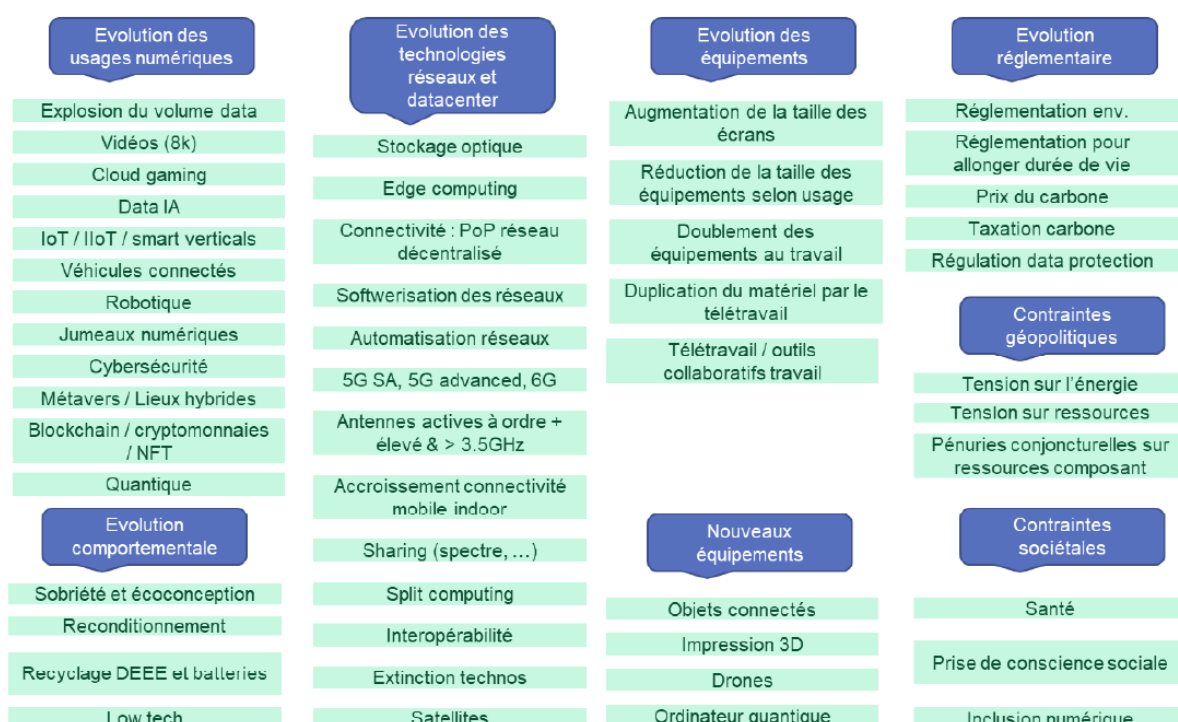 Evolution des
usages numériques
Explosion du volume data
Vidéos (8k)
Cloud gaming
Data IA
IoT / IIoT / smart verticals
Véhicules connectés
Robotique
Jumeaux numériques
Cybersécurité
Métavers / Lieux hybrides
Blockchain / cryptomonnaies
/ NFT
Quantique
Evolution
comportementale
Sobriété et écoconception
Reconditionnement
Recyclage DEEE et batteries
Low tech
Evolution des
technologies
réseaux et
datacenter
Stockage optique
Edge computing
Connectivité : PoP réseau
décentralisé
Softwerisation des réseaux
Automatisation réseaux
5G SA, 5G advanced, 6G
Antennes actives à ordre +
élevé & > 3.5GHz
Accroissement connectivité
mobile indoor
Sharing (spectre, …)
Split computing
Interopérabilité
Extinction technos
Satellites
Evolution des
équipements
Augmentation de la taille des
écrans
Réduction de la taille des
équipements selon usage
Doublement des
équipements au travail
Duplication du matériel par le
télétravail
Télétravail / outils
collaboratifs travail
Nouveaux
équipements
Objets connectés
Impression 3D
Drones
Ordinateur quantique
Evolution
réglementaire
Réglementation env.
Réglementation pour
allonger durée de vie
Prix du carbone
Taxation carbone
Régulation data protection
Contraintes
géopolitiques
Tension sur l'énergie
Tension sur ressources
Pénuries conjoncturelles sur
ressources composant
Contraintes
sociétales
Santé
Prise de conscience sociale
Inclusion numérique